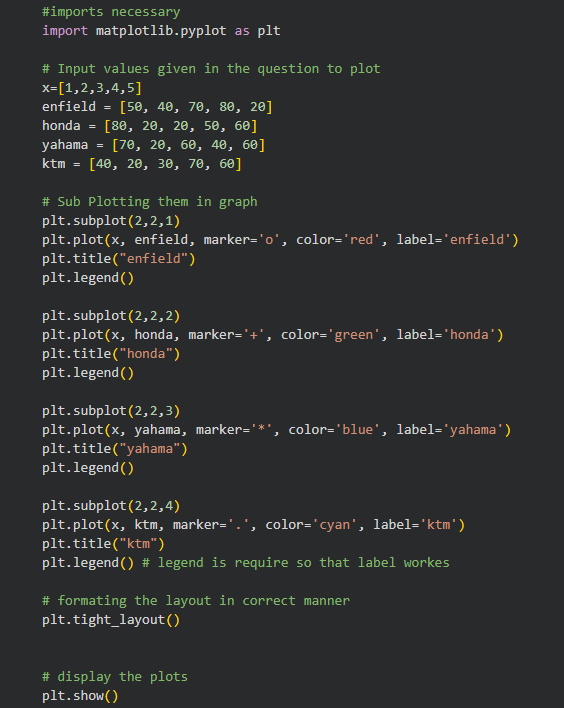 #imports necessary
import matplotlib.pyplot as plt
# Input values given in the question to plot
x=[1,2,3,4,5]
enfield = [50, 40, 70, 80, 20]
honda = [80, 20, 20, 50, 60]
yahama = [70, 20, 60, 40, 60]
ktm = [40, 20, 30, 70, 60]
# Sub Plotting them in graph
plt.subplot(2,2,1)
plt.plot(x, enfield, marker='o', color='red', label='enfield')
plt.title("enfield")
plt.legend()
plt.subplot(2,2,2)
plt.plot(x, honda, marker='+', color='green', label='honda')
plt.title("honda")
plt.legend()
plt.subplot(2,2,3)
plt.plot(x, yahama, marker='*', color='blue', label='yahama')
plt.title("yahama")
plt.legend()
plt.subplot(2,2,4)
plt.plot(x, ktm, marker='.', color='cyan', label='ktm')
plt.title("ktm")
plt.legend() # legend is require so that label workes
# formating the layout in correct manner
plt.tight_layout()
# display the plots
plt.show()